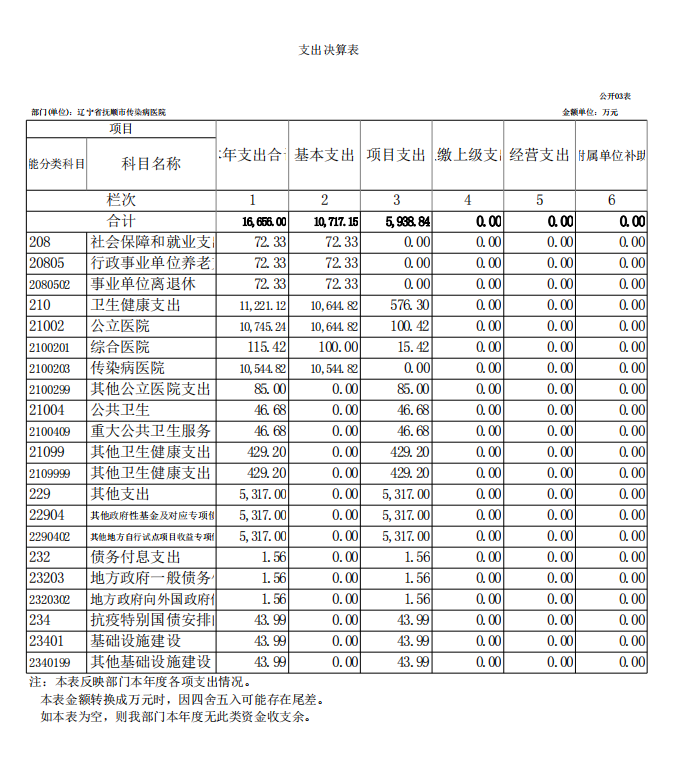 支出决算表
公开03表
部门(单位): 辽宁省抚顺市传染病医院 金额单位: 万元
项目
能分类科目 科目名称 年支出合 基本支出 项目支出 缴上级支 经营支出 附属单位补助
栏次 1 2 3 4 5 6
合计 16,656.00 10,717.15 5,938.84 0.00 0.00 0.00
208 社会保障和就业支 72.33 72.33 0.00 0.00 0.00 0.00
20805 行政事业单位养老 72.33 72.33 0.00 0.00 0.00 0.00
2080502 事业单位离退休 72.33 72.33 0.00 0.00 0.00 0.00
210 卫生健康支出 11,221.12 10,644.82 576.30 0.00 0.00 0.00
21002 公立医院 10,745.24 10,644.82 100.42 0.00 0.00 0.00
2100201 综合医院 115.42 100.00 15.42 0.00 0.00 0.00
2100203 传染病医院 10,544.82 10,544.82 0.00 0.00 0.00 0.00
2100299 其他公立医院支出 85.00 0.00 85.00 0.00 0.00 0.00
21004 公共卫生 46.68 0.00 46.68 0.00 0.00 0.00
2100409 重大公共卫生服务 46.68 0.00 46.68 0.00 0.00 0.00
21099 其他卫生健康支出 429.20 0.00 429.20 0.00 0.00 0.00
2109999 其他卫生健康支出 429.20 0.00 429.20 0.00 0.00 0.00
229 其他支出 5,317.00 0.00 5,317.00 0.00 0.00 0.00
22904 其他政府性基金及对应专项债 5,317.00 0.00 5,317.00 0.00 0.00 0.00
2290402 其他地方自行试点项目收益专项债 5,317.00 0.00 5,317.00 0.00 0.00 0.00
232 债务付息支出 1.56 0.00 1.56 0.00 0.00 0.00
23203 地方政府一般债务 1.56 0.00 1.56 0.00 0.00 0.00
2320302 地方政府向外国政府借 1.56 0.00 1.56 0.00 0.00 0.00
234 抗疫特别国债安排 43.99 0.00 43.99 0.00 0.00 0.00
23401 基础设施建设 43.99 0.00 43.99 0.00 0.00 0.00
2340199 其他基础设施建设 43.99 0.00 43.99 0.00 0.00 0.00
注: 本表反映部门本年度各项支出情况。
本表金额转换成万元时, 因四舍五入可能存在尾差。
如本表为空, 则我部门本年度无此类资金收支余。